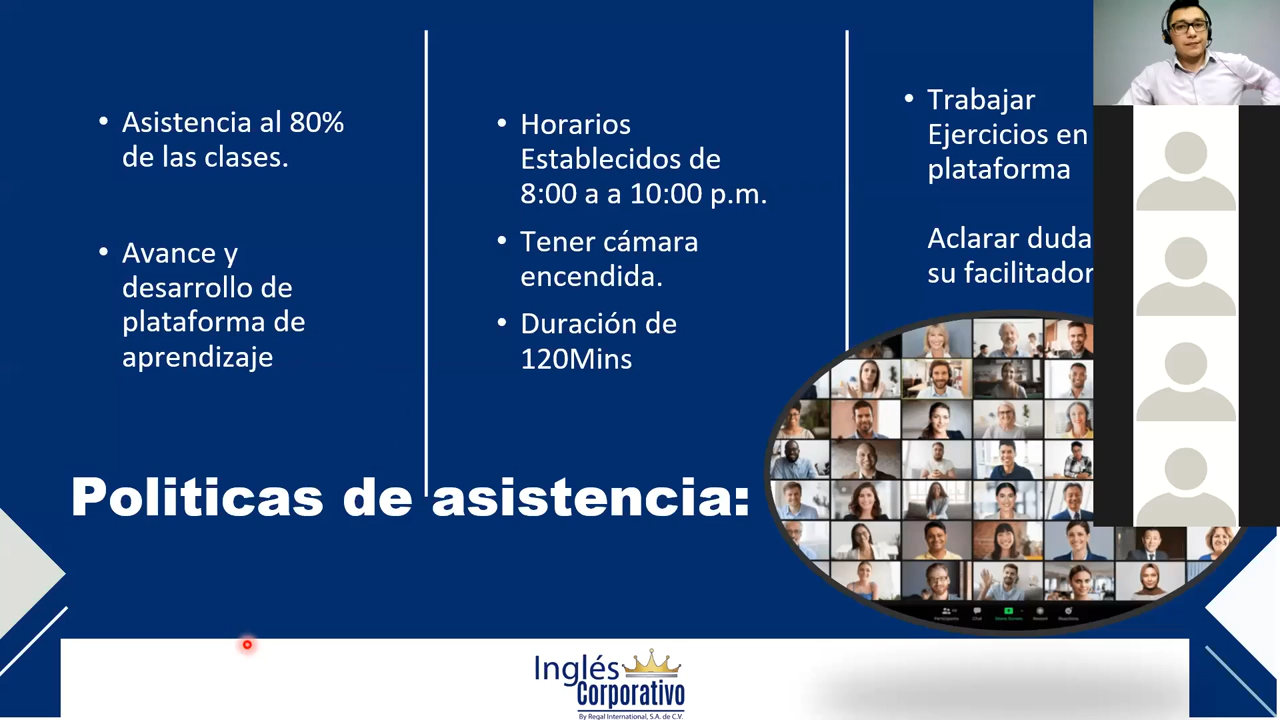 Asistencia al 80%
de las clases.
Avance y
desarrollo de
plataforma de
aprendizaje
Horarios
Establecidos de
8:00 a a 10:00 p.m.
Tener cámara
encendida.
Duración de
120Mins
Trabajar
Ejercicios en
plataforma
Aclarar duda
su facilitador
Politicas de asistencia:
Inglés
Corporativo
By Regal International, S.A. de C.V.